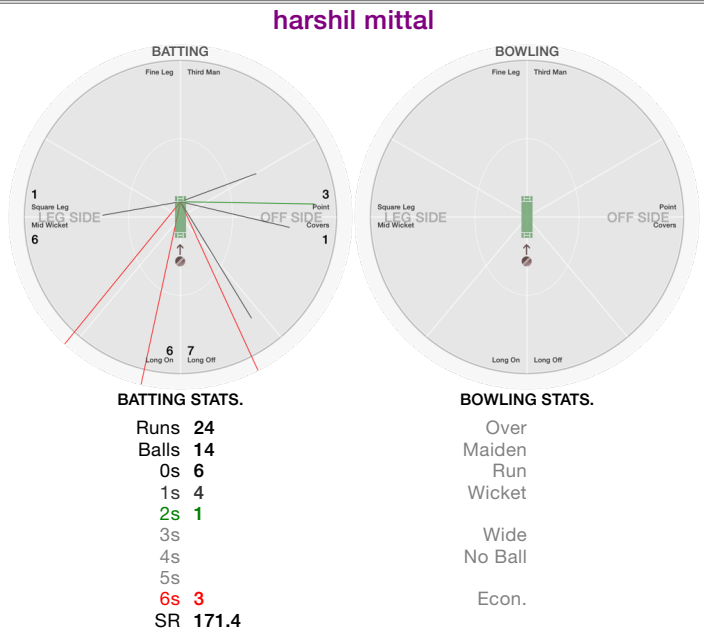 harshil mittal
BATTING
Fine Leg Third Man
1
Square Leg
LEG SIDE
Mid Wicket
6
3
Point
OFF SIDE
Covers
1
6 7
Long On Long Off
BOWLING
Fine Leg Third Man
Square Leg
LEG SIDE
Mid Wicket
Point
OFF SIDE
Covers
Long On Long Off
BATTING STATS.
Runs 24
Balls 14
0s 6
1s 4
2s 1
3s
4s
5s
6s 3
SR 171.4
BOWLING STATS.
Over
Maiden
Run
Wicket
Wide
No Ball
Econ.